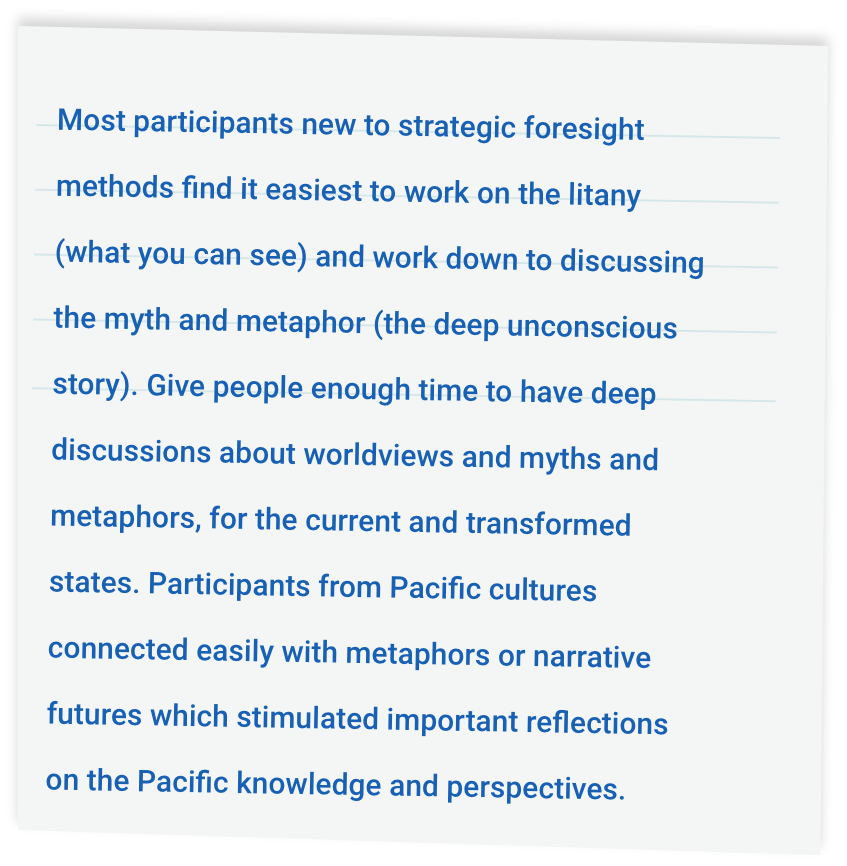 Most participants new to strategic foresight
methods find it easiest to work on the litany
(what you can see) and work down to discussing
the myth and metaphor (the deep unconscious
story). Give people enough time to have deep
discussions about worldviews and myths and
metaphors, for the current and transformed
states. Participants from Pacific cultures
connected easily with metaphors or narrative
futures which stimulated important reflections
on the Pacific knowledge and perspectives.